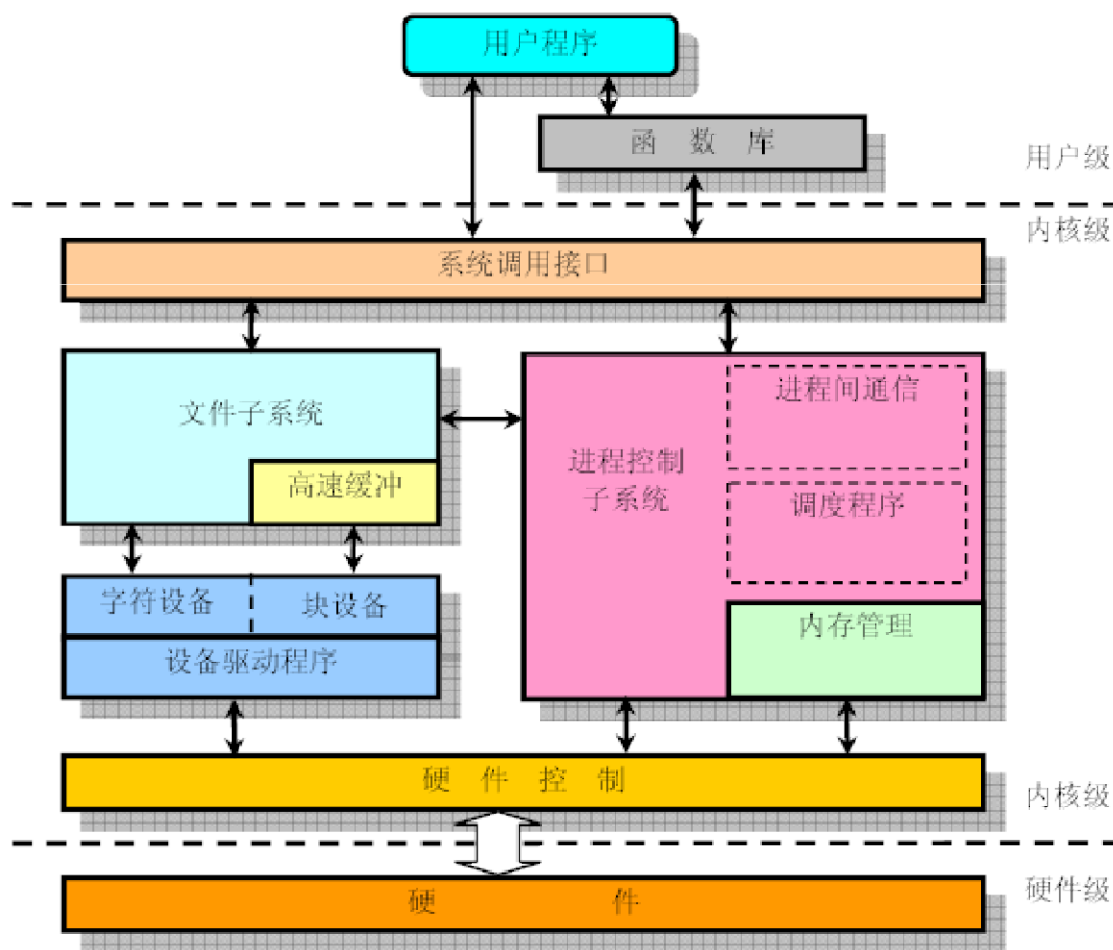 用户程序
函 数 库
用户级
内核级
系统调用接口
文件子系统
高速缓冲
进程控制
子系统
进程间通信
调度程序
内存管理
字符设备
块设备
设备驱动程序
硬 件 控 制
内核级
硬 件
硬件级